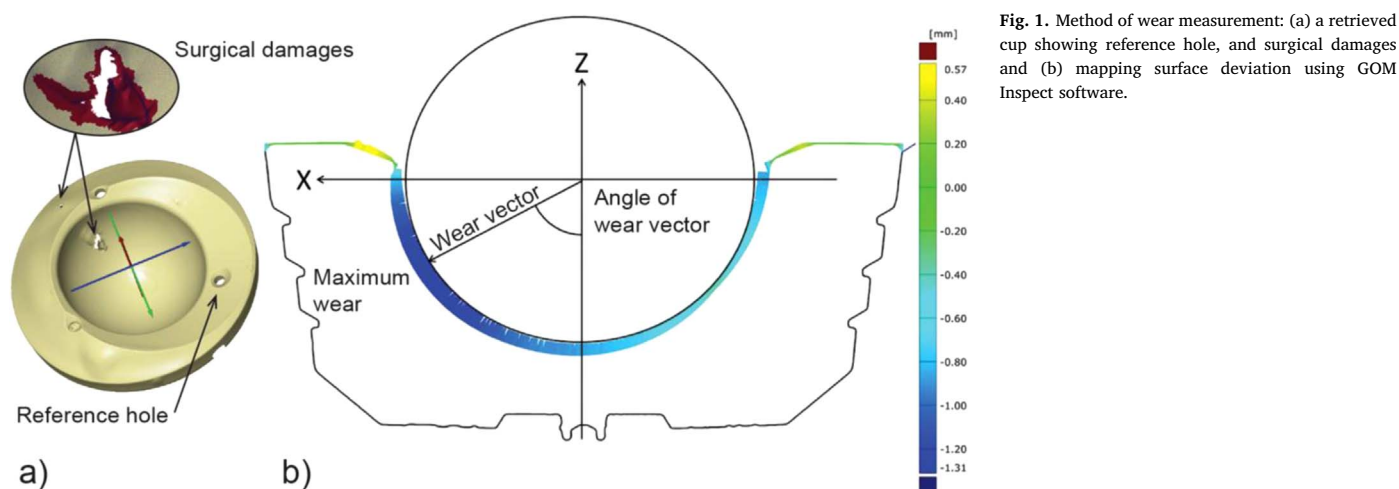 Surgical damages
Reference hole
a)
Z
X
Wear vector
Angle of
wear vector
Maximum
wear
b)
[mm]
0.57
0.40
0.20
0.00
-0.20
-0.40
-0.60
-0.80
-1.00
-1.20
-1.31
Fig. 1. Method of wear measurement: (a) a retrieved
cup showing reference hole, and surgical damages
and (b) mapping surface deviation using GOM
Inspect software.